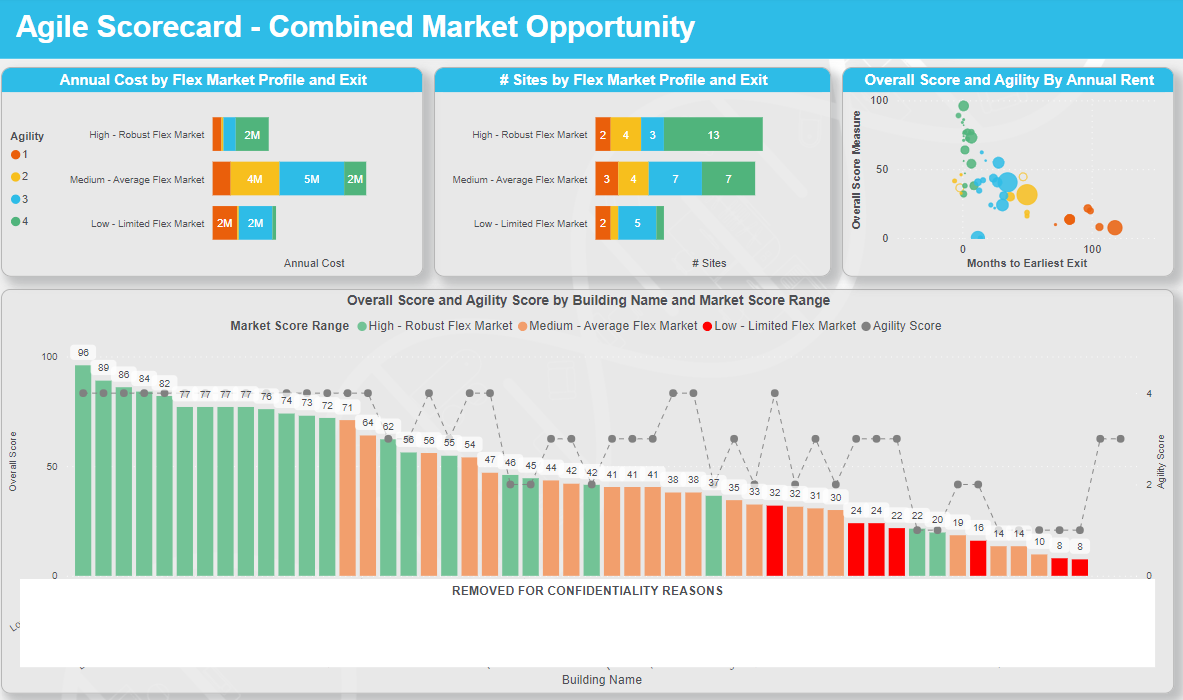 Agile Scorecard - Combined Market Opportunity
Annual Cost by Flex Market Profile and Exit
Agility
1
2
3
4
High - Robust Flex Market
2M
Medium - Average Flex Market
4M 5M 2M
Low - Limited Flex Market
2M 2M
Annual Cost
# Sites by Flex Market Profile and Exit
High - Robust Flex Market
2 4 3 13
Medium - Average Flex Market
3 4 7 7
Low - Limited Flex Market
2 5
# Sites
Overall Score and Agility By Annual Rent
Overall Score Measure
100
50
0
0 100
Months to Earliest Exit
Overall Score and Agility Score by Building Name and Market Score Range
Market Score Range High - Robust Flex Market Medium - Average Flex Market Low - Limited Flex Market Agility Score
Overall Score
100
50
0
96 89 86 84 82 77 77 77 77 76 74 73 72 71 64 62 56 56 55 54 47 46 45 44 42 42 41 41 41 38 38 37 35 33 32 32 31 30 24 24 22 22 20 19 16 14 14 10 8 8
4
2
0
Agility Score
REMOVED FOR CONFIDENTIALITY REASONS
Building Name